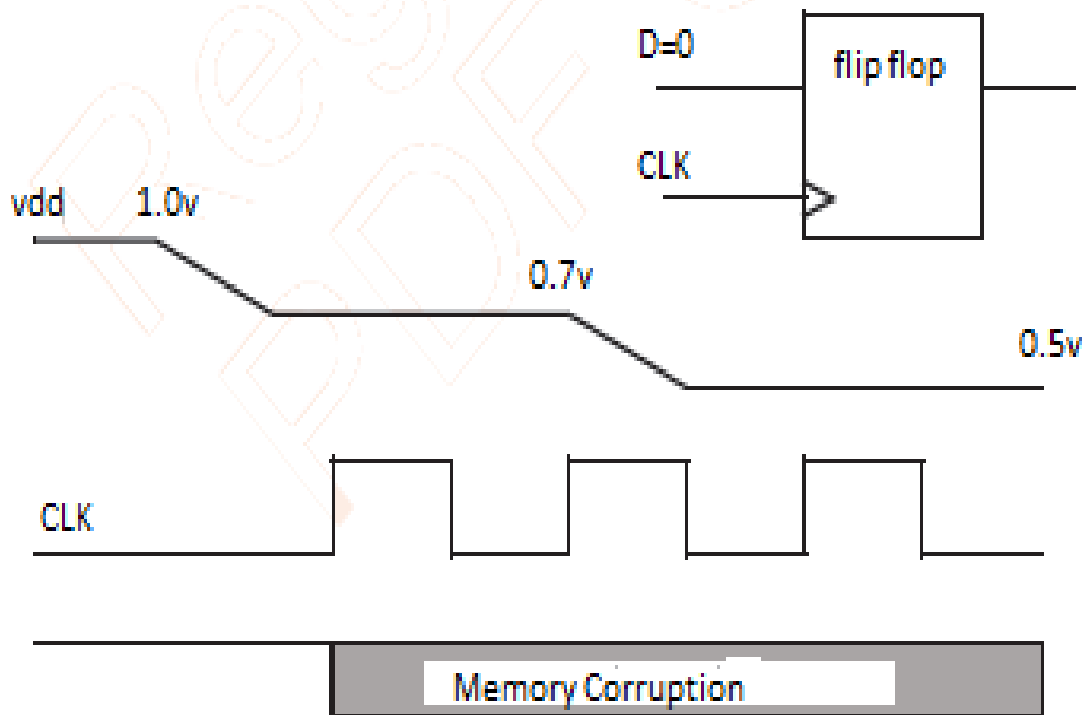 D=0
flip flop
CLK
vdd
1.0v
0.7v
0.5v
CLK
Memory Corruption